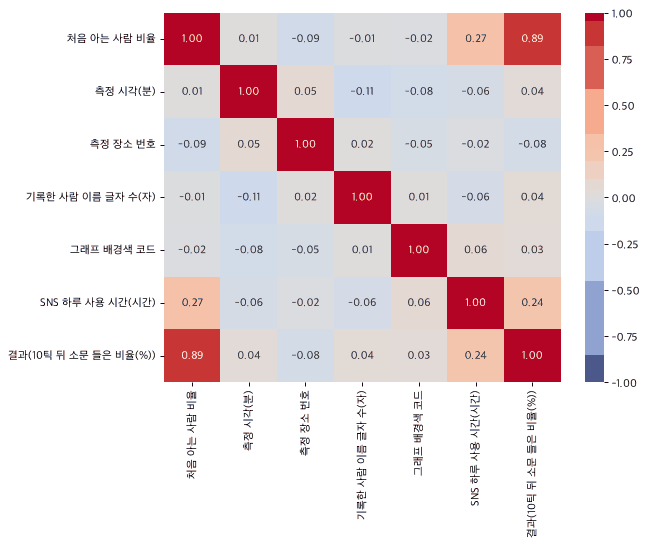 처음 아는 사람 비율 1.00 0.01 -0.09 -0.01 -0.02 0.27 0.89
측정 시각(분) 0.01 1.00 0.05 -0.11 -0.08 -0.06 0.04
측정 장소 번호 -0.09 0.05 1.00 0.02 -0.05 -0.02 -0.08
기록한 사람 이름 글자 수(자) -0.01 -0.11 0.02 1.00 0.01 -0.06 0.04
그래프 배경색 코드 -0.02 -0.08 -0.05 0.01 1.00 0.06 0.03
SNS 하루 사용 시간(시간) 0.27 -0.06 -0.02 -0.06 0.06 1.00 0.24
결과(10틱 뒤 소문 들은 비율(%)) 0.89 0.04 -0.08 0.04 0.03 0.24 1.00
처음 아는 사람 비율
측정 시각(분)
측정 장소 번호
기록한 사람 이름 글자 수(자)
그래프 배경색 코드
SNS 하루 사용 시간(시간)
결과(10틱 뒤 소문 들은 비율(%))
1.00
0.75
0.50
0.25
0.00
-0.25
-0.50
-0.75
-1.00